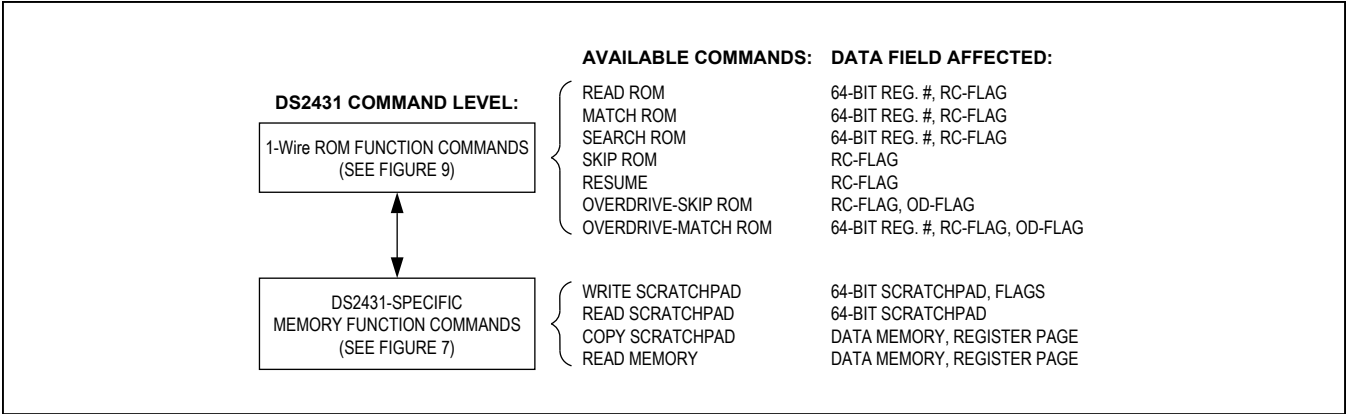 AVAILABLE COMMANDS: DATA FIELD AFFECTED:
DS2431 COMMAND LEVEL:
1-Wire ROM FUNCTION COMMANDS
(SEE FIGURE 9)
READ ROM 64-BIT REG. #, RC-FLAG
MATCH ROM 64-BIT REG. #, RC-FLAG
SEARCH ROM 64-BIT REG. #, RC-FLAG
SKIP ROM RC-FLAG
RESUME RC-FLAG
OVERDRIVE-SKIP ROM RC-FLAG, OD-FLAG
OVERDRIVE-MATCH ROM 64-BIT REG. #, RC-FLAG, OD-FLAG
DS2431-SPECIFIC
MEMORY FUNCTION COMMANDS
(SEE FIGURE 7)
WRITE SCRATCHPAD 64-BIT SCRATCHPAD, FLAGS
READ SCRATCHPAD 64-BIT SCRATCHPAD
COPY SCRATCHPAD DATA MEMORY, REGISTER PAGE
READ MEMORY DATA MEMORY, REGISTER PAGE